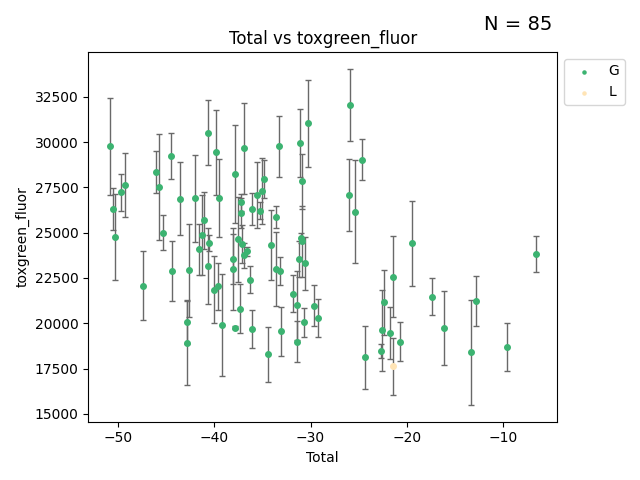 N = 85
Total vs toxgreen_fluor
G
L
toxgreen_fluor
32500
30000
27500
25000
22500
20000
17500
15000
−50
−40
−30
−20
−10
Total